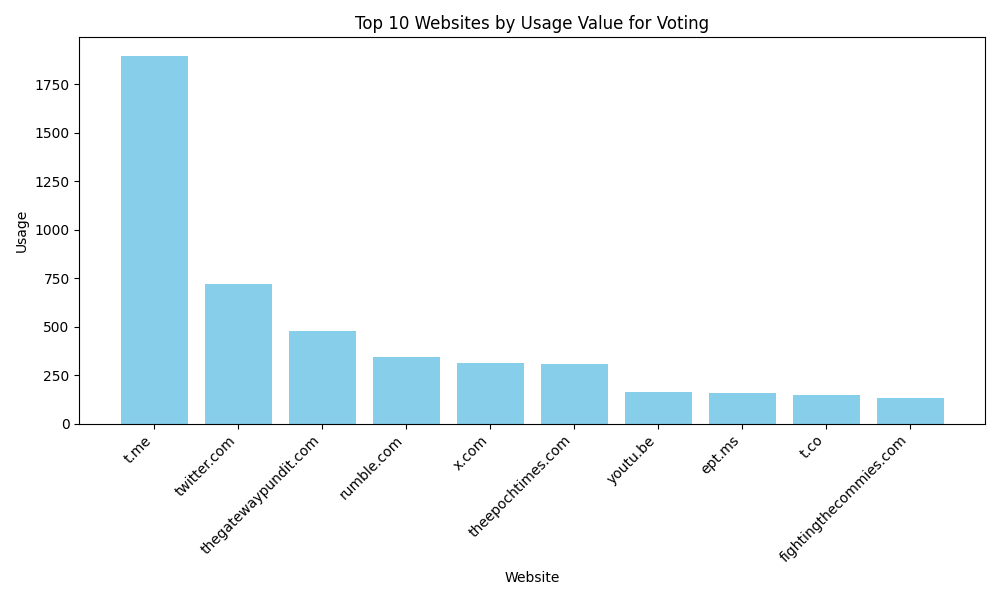 Top 10 Websites by Usage Value for Voting
Usage
1750
1500
1250
1000
750
500
250
0
t.me
twitter.com
thegatewaypundit.com
rumble.com
x.com
theepochtimes.com
youtu.be
ept.ms
t.co
fightingthecommies.com
Website